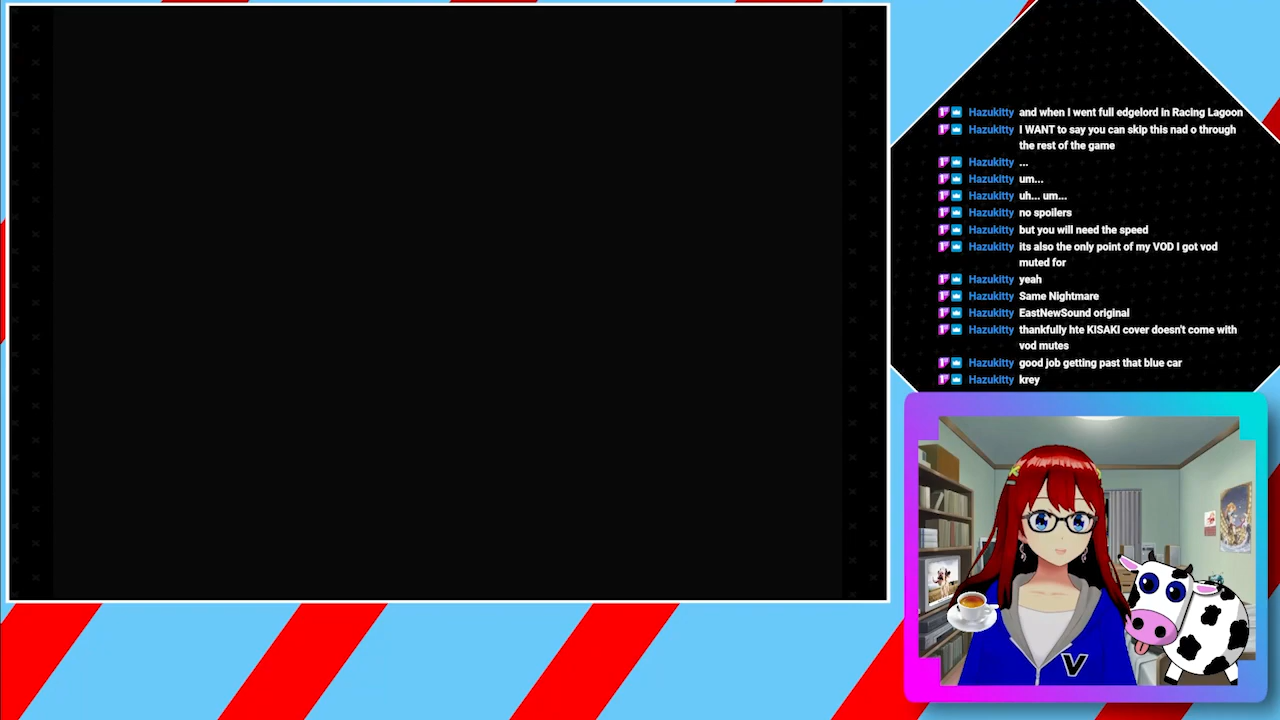 Hazukitty and when I went full edgelord in Racing Lagoon
Hazukitty I WANT to say you can skip this nad o through
the rest of the game
Hazukitty ...
Hazukitty um...
Hazukitty uh... um...
Hazukitty no spoilers
Hazukitty but you will need the speed
Hazukitty its also the only point of my VOD I got vod
muted for
Hazukitty yeah
Hazukitty Same Nightmare
Hazukitty EastNewSound original
Hazukitty thankfully hte KISAKI cover doesn't come with
vod mutes
Hazukitty good job getting past that blue car
Hazukitty krey
V